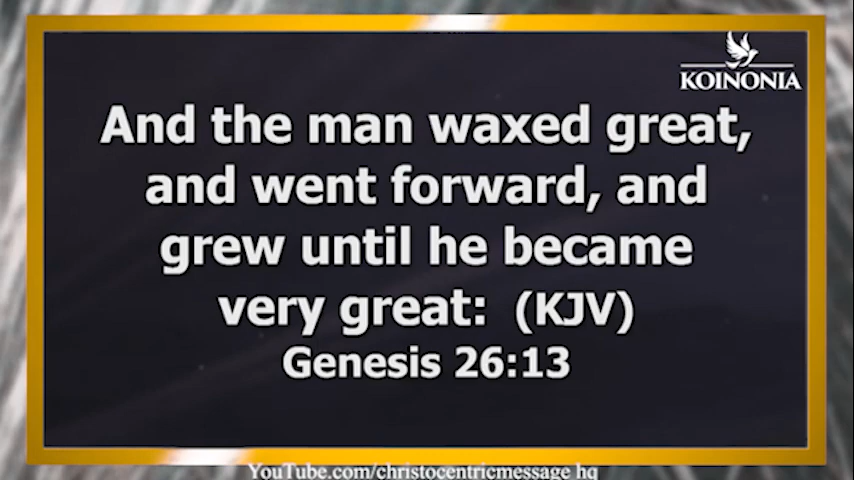 KOINONIA
And the man waxed great,
and went forward, and
grew until he became
very great: (KJV)
Genesis 26:13
YouTube.com/christocentricmessage hq